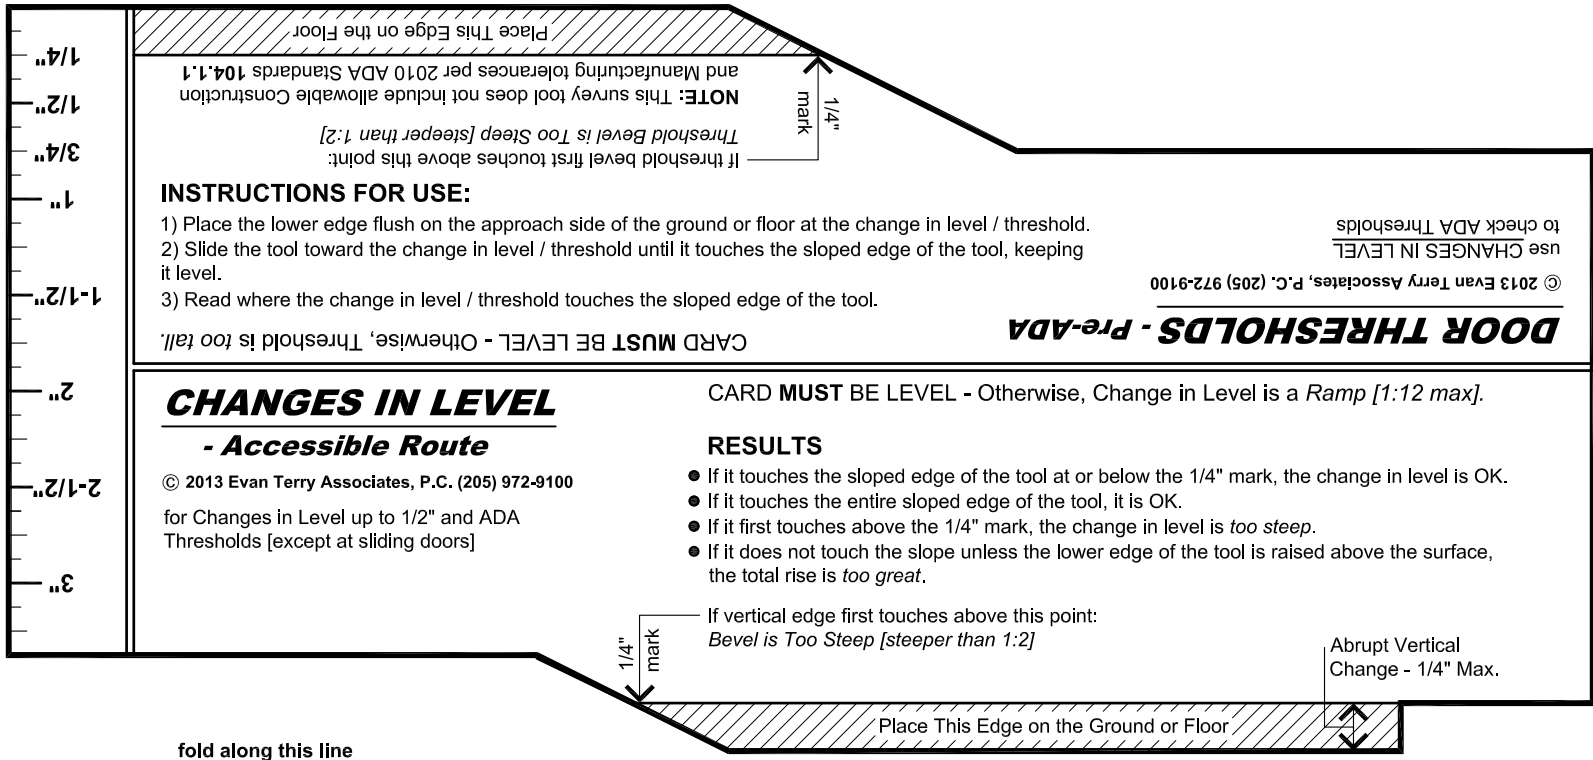 Place This Edge on the Floor
NOTE: This survey tool does not include allowable Construction
and Manufacturing tolerances per 2010 ADA Standards 104.1.1
If threshold bevel first touches above this point:
Threshold Bevel is Too Steep [steeper than 1:2]
1/4"
mark
1/4"
1/2"
3/4"
1"
1-1/2"
2"
2-1/2"
3"
INSTRUCTIONS FOR USE:
1) Place the lower edge flush on the approach side of the ground or floor at the change in level / threshold.
2) Slide the tool toward the change in level / threshold until it touches the sloped edge of the tool, keeping
it level.
3) Read where the change in level / threshold touches the sloped edge of the tool.
DOOR THRESHOLDS - Pre-ADA
© 2013 Evan Terry Associates, P.C. (205) 972-9100
use CHANGES IN LEVEL
to check ADA Thresholds
CARD MUST BE LEVEL - Otherwise, Threshold is too tall.
CHANGES IN LEVEL
- Accessible Route
© 2013 Evan Terry Associates, P.C. (205) 972-9100
for Changes in Level up to 1/2" and ADA
Thresholds [except at sliding doors]
CARD MUST BE LEVEL - Otherwise, Change in Level is a Ramp [1:12 max].
RESULTS
● If it touches the sloped edge of the tool at or below the 1/4" mark, the change in level is OK.
● If it touches the entire sloped edge of the tool, it is OK.
● If it first touches above the 1/4" mark, the change in level is too steep.
● If it does not touch the slope unless the lower edge of the tool is raised above the surface,
the total rise is too great.
If vertical edge first touches above this point:
Bevel is Too Steep [steeper than 1:2]
1/4"
mark
Abrupt Vertical
Change - 1/4" Max.
Place This Edge on the Ground or Floor
fold along this line